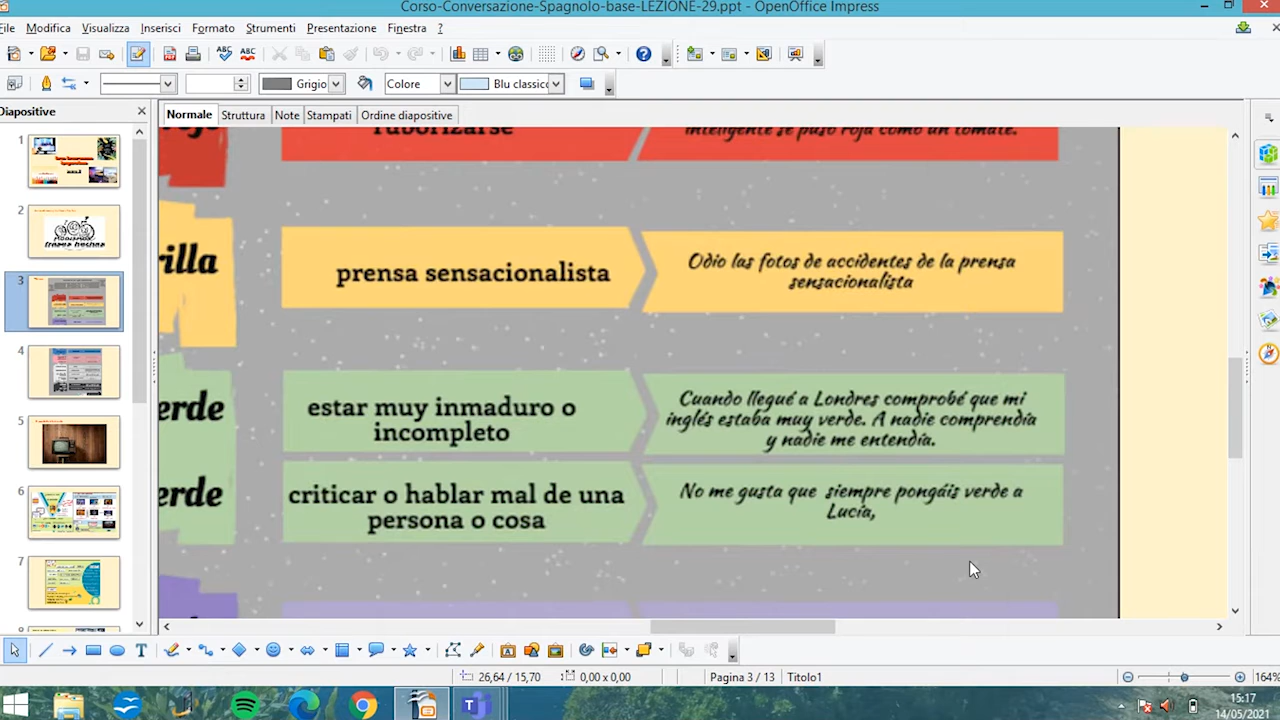 Corso-Conversazione-Spagnolo-base-LEZIONE-29.ppt - OpenOffice Impress
File Modifica Visualizza Inserisci Formato Strumenti Presentazione Finestra ?
Grigio Colore Blu classico
Diapositive
Normale Struttura Note Stampati Ordine diapositive
1
2
3
4
5
6
7
8
ruborizarse
inteligente se puso roja como un tomate.
rilla
prensa sensacionalista
Odio las fotos de accidentes de la prensa
sensacionalista
erde
estar muy inmaduro o
incompleto
Cuando llegué a Londres comprobé que mi
inglés estaba muy verde. A nadie comprendía
y nadie me entendía.
erde
criticar o hablar mal de una
persona o cosa
No me gusta que siempre pongáis verde a
Lucía,
26,64 / 15,70 0,00 x 0,00 Pagina 3 / 13 Titolo1 164%
15:17
14/05/2021